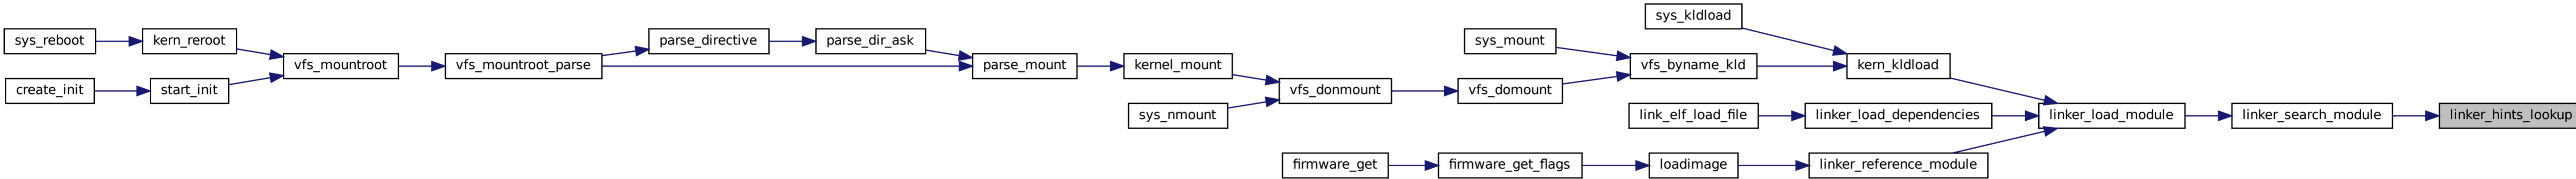 sys_reboot
kern_reroot
create_init
start_init
vfs_mountroot
vfs_mountroot_parse
parse_directive
parse_dir_ask
parse_mount
kernel_mount
sys_nmount
vfs_donmount
sys_mount
vfs_domount
sys_kldload
vfs_byname_kld
kern_kldload
link_elf_load_file
linker_load_dependencies
firmware_get
firmware_get_flags
loadimage
linker_reference_module
linker_load_module
linker_search_module
linker_hints_lookup